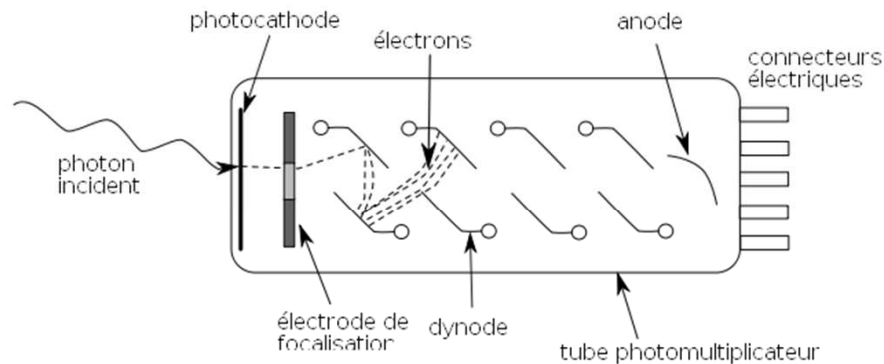 photocathode
électrons
anode
connecteurs
électriques
photon
incident
électrode de
focalisation
dynode
tube photomultiplicateur